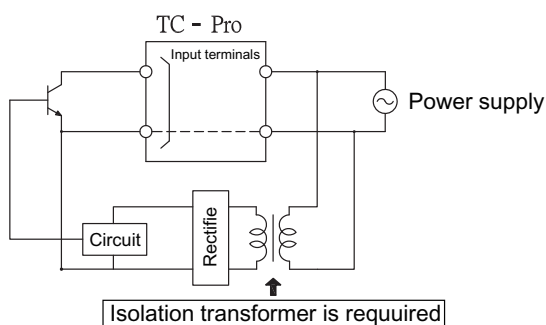 TC - Pro
Input terminals
Power supply
Circuit
Rectifie
Isolation transformer is requuired